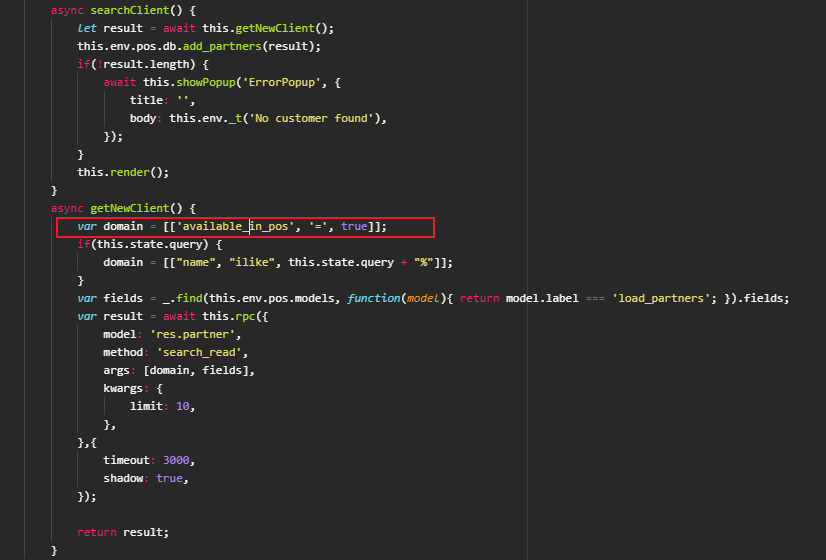 async searchClient() {
let result = await this.getNewClient();
this.env.pos.db.add_partners(result);
if(!result.length) {
await this.showPopup('ErrorPopup', {
title: '',
body: this.env._t('No customer found'),
});
}
this.render();
}
async getNewClient() {
var domain = [['available_in_pos', '=', true]];
if(this.state.query) {
domain = [["name", "ilike", this.state.query + "%"]];
}
var fields = _.find(this.env.pos.models, function(model){ return model.label === 'load_partners'; }).fields;
var result = await this.rpc({
model: 'res.partner',
method: 'search_read',
args: [domain, fields],
kwargs: {
limit: 10,
},
},{
timeout: 3000,
shadow: true,
});
return result;
}